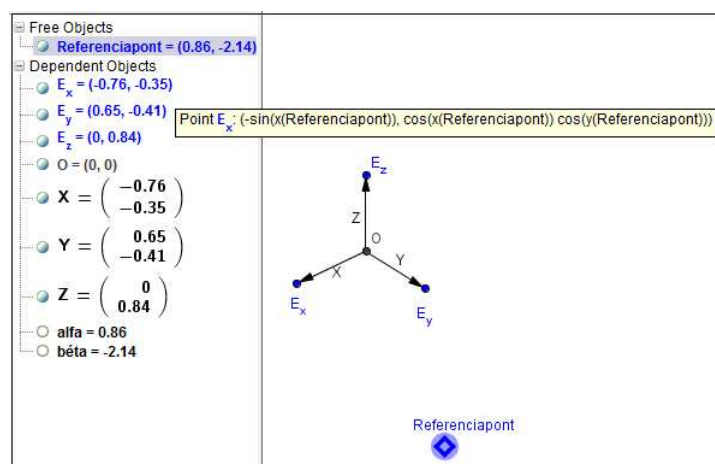 Free Objects
Referenciapont = (0.86, -2.14)
Dependent Objects
E_x = (-0.76, -0.35)
E_y = (0.65, -0.41)
Point E_x: (-sin(x(Referenciapont)), cos(x(Referenciapont)) cos(y(Referenciapont)))
E_z = (0, 0.84)
O = (0, 0)
X = ( −0.76
−0.35 )
Y = ( 0.65
−0.41 )
Z = ( 0
0.84 )
alfa = 0.86
béta = -2.14
E_z
Z
O
X
Y
E_x
E_y
Referenciapont